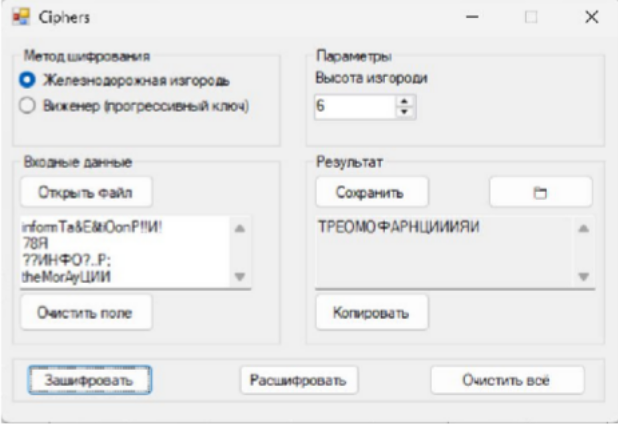 Ciphers
Метод шифрования
Железнодорожная изгородь
Виженер (прогрессивный ключ)
Параметры
Высота изгороди
6
Входные данные
Открыть файл
informTa&E&tiOonP!!И!
78Я
??ИНФО?..Р;
theMorAyЦИИ
Очистить поле
Результат
Сохранить
ТРЕОМОФАРНЦИИИЯИ
Копировать
Зашифровать
Расшифровать
Очистить всё